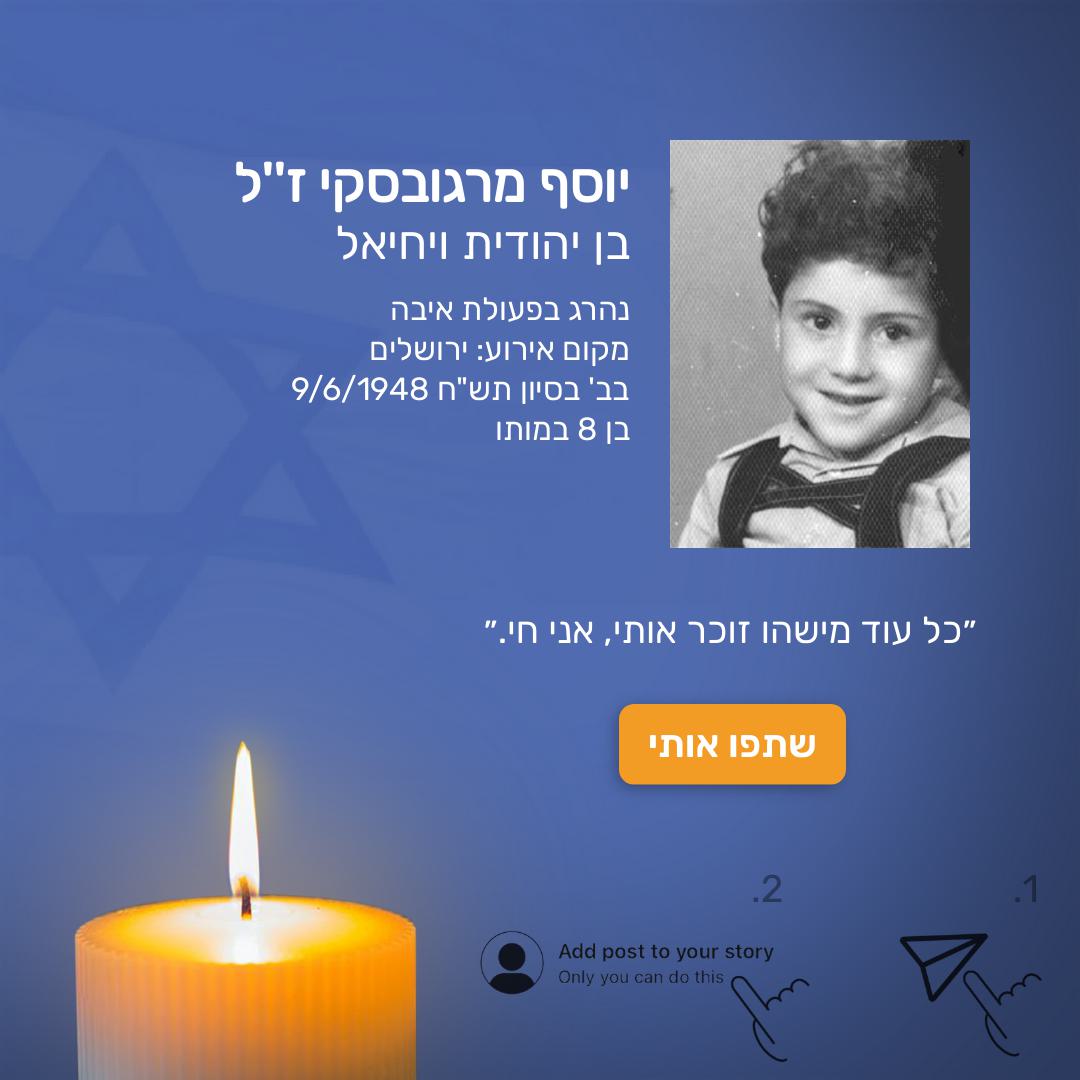 יוסף מרגובסקי ז"ל
בן יהודית ויחיאל
נהרג בפעולת איבה
מקום אירוע: ירושלים
בב' בסיון תש"ח 9/6/1948
בן 8 במותו
״כל עוד מישהו זוכר אותי, אני חי.״
שתפו אותי
1.
2.
Add post to your story
Only you can do this